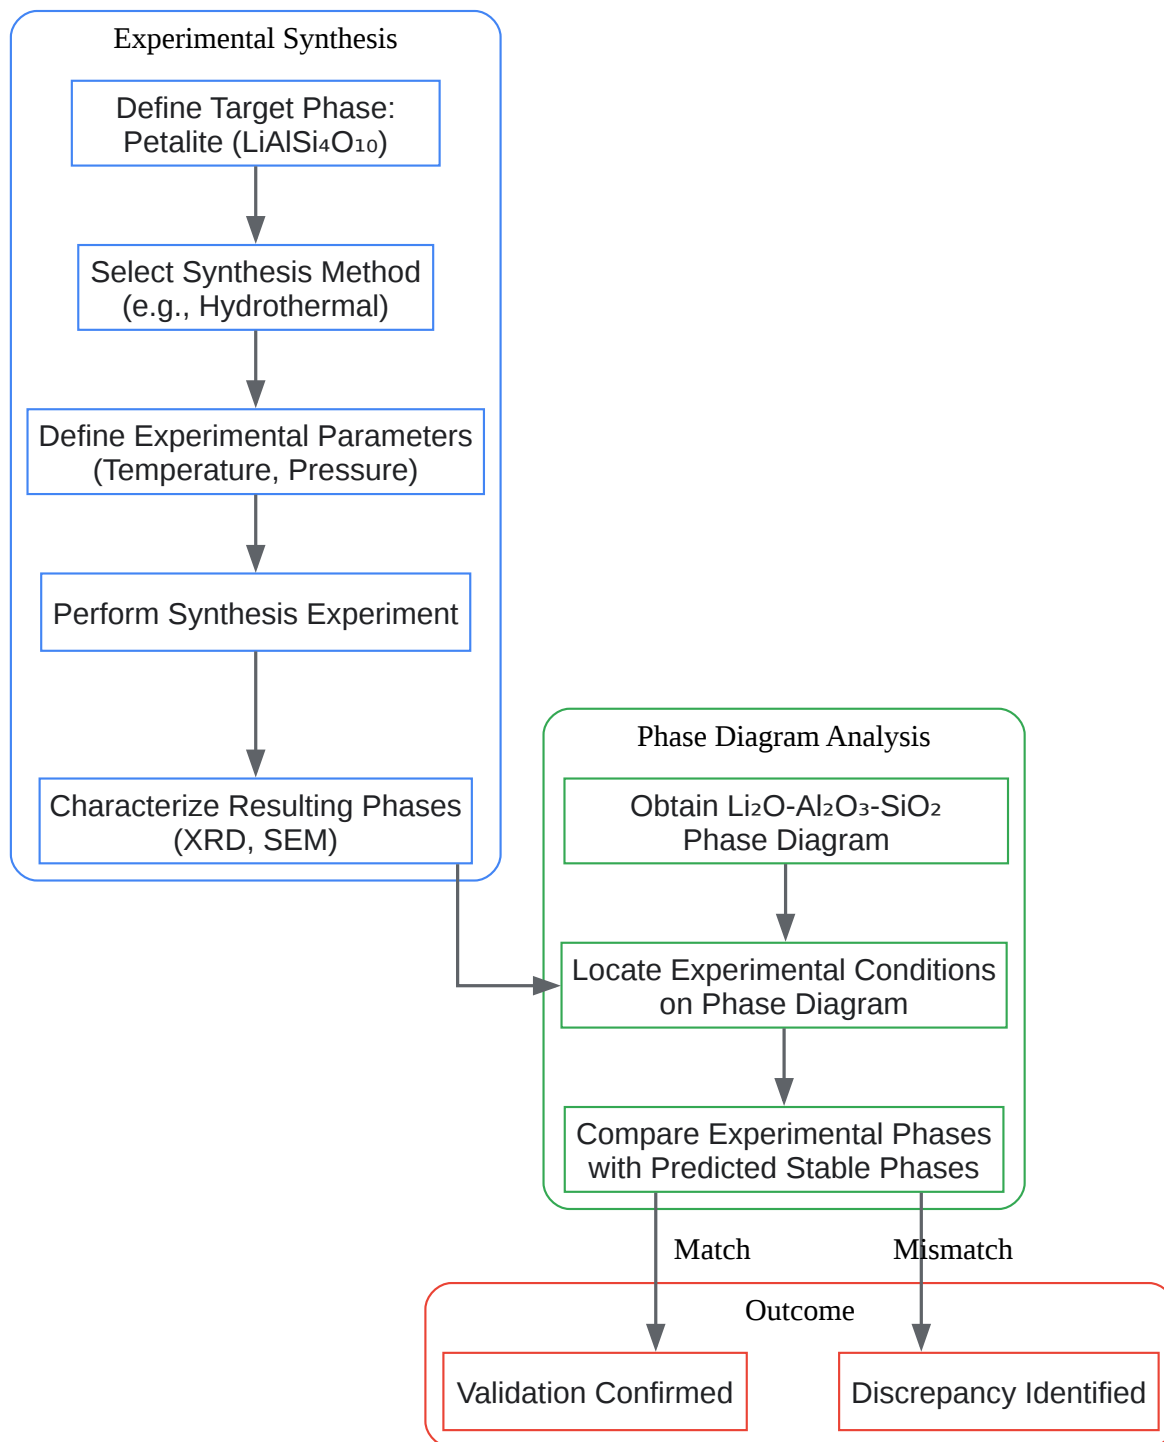 Experimental Synthesis
Define Target Phase:
Petalite (LiAlSi₄O₁₀)
Select Synthesis Method
(e.g., Hydrothermal)
Define Experimental Parameters
(Temperature, Pressure)
Perform Synthesis Experiment
Characterize Resulting Phases
(XRD, SEM)
Phase Diagram Analysis
Obtain Li₂O-Al₂O₃-SiO₂
Phase Diagram
Locate Experimental Conditions
on Phase Diagram
Compare Experimental Phases
with Predicted Stable Phases
Match
Mismatch
Outcome
Validation Confirmed
Discrepancy Identified